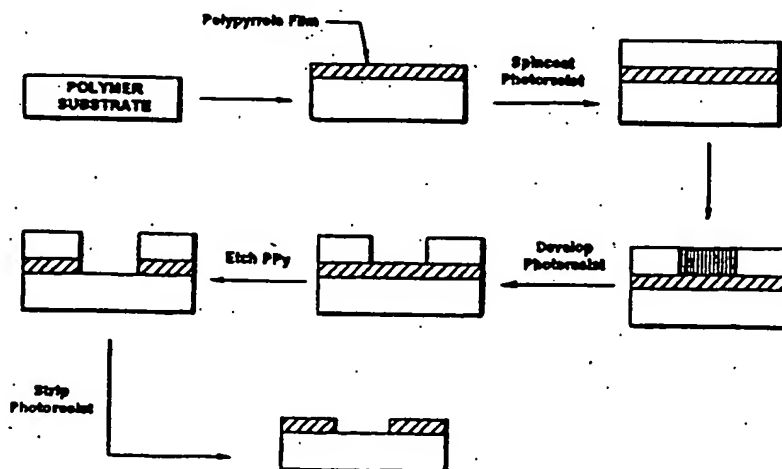 Polypyrrole Film
POLYMER
SUBSTRATE
Spincoat
Photoresist
Develop
Photoresist
Etch PPy
Strip
Photoresist